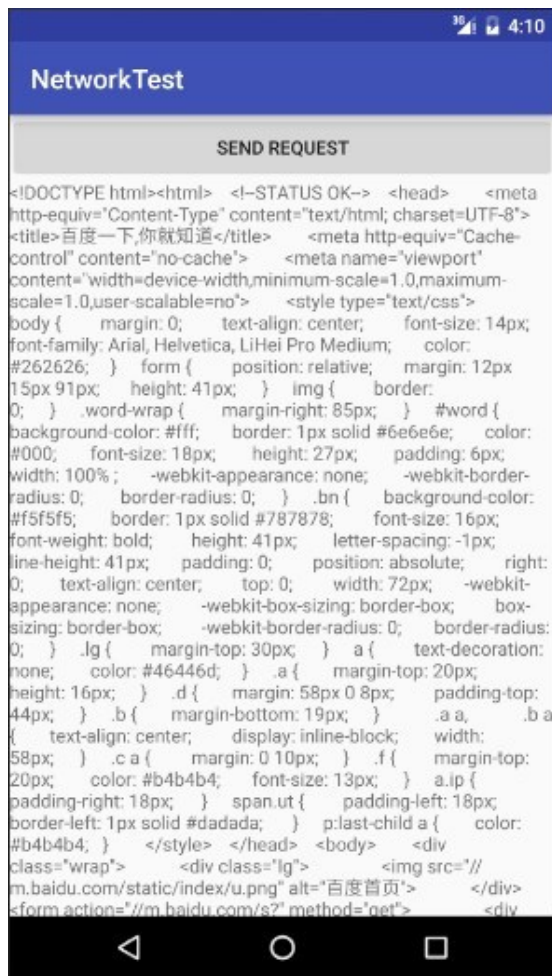 3G 4:10
NetworkTest
SEND REQUEST
<!DOCTYPE html><html> <!--STATUS OK--> <head> <meta
http-equiv="Content-Type" content="text/html; charset=UTF-8">
<title>百度一下,你就知道</title> <meta http-equiv="Cache-
control" content="no-cache"> <meta name="viewport"
content="width=device-width,minimum-scale=1.0,maximum-
scale=1.0,user-scalable=no"> <style type="text/css">
body { margin: 0; text-align: center; font-size: 14px;
font-family: Arial, Helvetica, LiHei Pro Medium; color:
#262626; } form { position: relative; margin: 12px
15px 91px; height: 41px; } img { border:
0; } .word-wrap { margin-right: 85px; } #word {
background-color: #fff; border: 1px solid #6e6e6e; color:
#000; font-size: 18px; height: 27px; padding: 6px;
width: 100% ; -webkit-appearance: none; -webkit-border-
radius: 0; border-radius: 0; } .bn { background-color:
#f5f5f5; border: 1px solid #787878; font-size: 16px;
font-weight: bold; height: 41px; letter-spacing: -1px;
line-height: 41px; padding: 0; position: absolute; right:
0; text-align: center; top: 0; width: 72px; -webkit-
appearance: none; -webkit-box-sizing: border-box; box-
sizing: border-box; -webkit-border-radius: 0; border-radius:
0; } .lg { margin-top: 30px; } a { text-decoration:
none; color: #46446d; } .a { margin-top: 20px;
height: 16px; } .d { margin: 58px 0 8px; padding-top:
44px; } .b { margin-bottom: 19px; } .a a, .b a
{ text-align: center; display: inline-block; width:
58px; } .c a { margin: 0 10px; } .f { margin-top:
20px; color: #b4b4b4; font-size: 13px; } a.ip {
padding-right: 18px; } span.ut { padding-left: 18px;
border-left: 1px solid #dadada; } p:last-child a { color:
#b4b4b4; } </style> </head> <body> <div
class="wrap"> <div class="lg"> <img src="//
m.baidu.com/static/index/u.png" alt="百度首页"> </div>
<form action="//m.baidu.com/s?" method="get"> <div